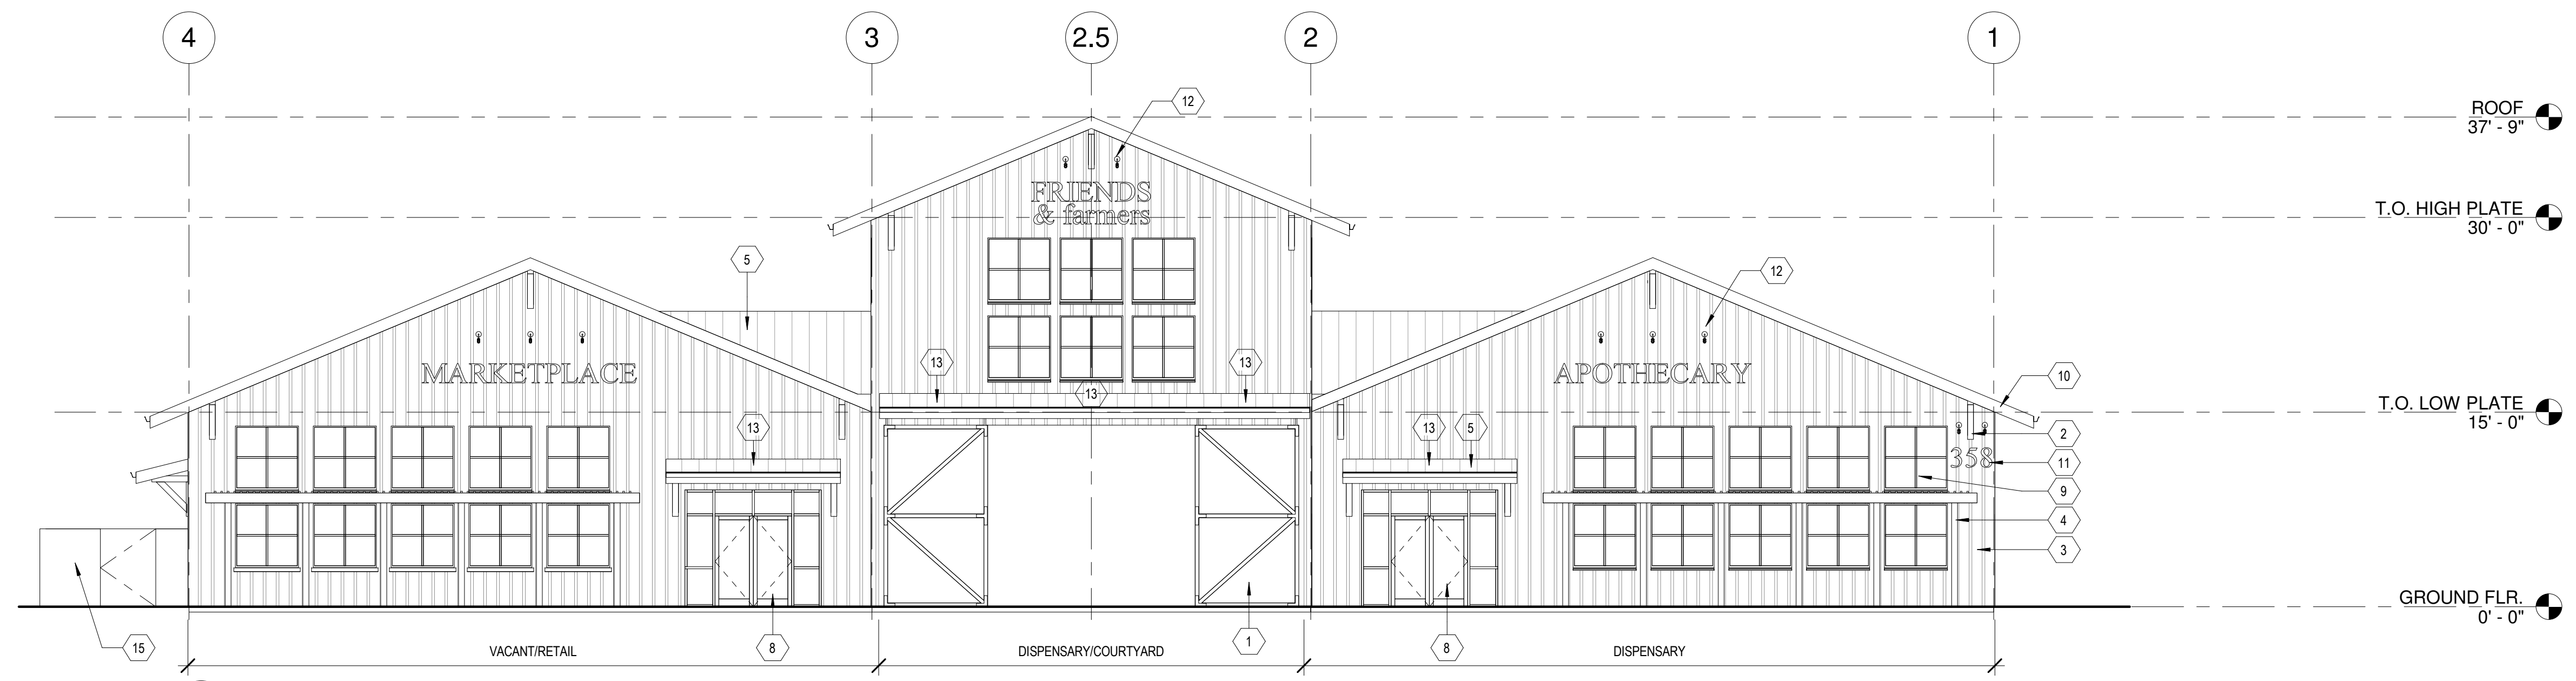 4
3
2.5
2
1
12
ROOF
37' - 9"
FRIENDS
& farmers
T.O. HIGH PLATE
30' - 0"
5
12
13
13
13
MARKETPLACE
APOTHECARY
10
T.O. LOW PLATE
15' - 0"
13
13
5
2
358
11
9
4
3
GROUND FLR.
0' - 0"
15
8
1
8
VACANT/RETAIL
DISPENSARY/COURTYARD
DISPENSARY